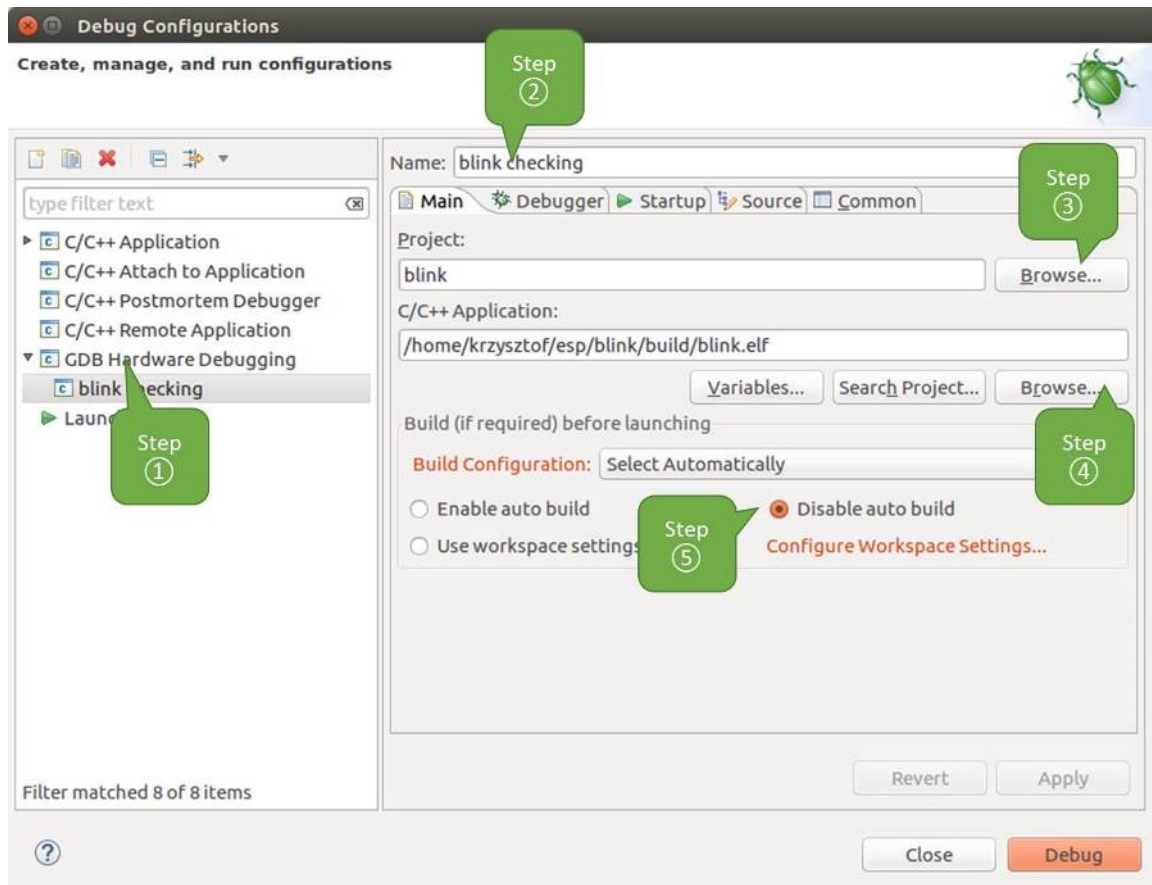 Debug Configurations
Create, manage, and run configurations
Step
②
type filter text
C/C++ Application
C/C++ Attach to Application
C/C++ Postmortem Debugger
C/C++ Remote Application
GDB Hardware Debugging
blink checking
Step
①
Filter matched 8 of 8 items
Name: blink checking
Main Debugger Startup Source Common
Step
③
Project:
blink Browse...
C/C++ Application:
/home/krzysztof/esp/blink/build/blink.elf
Variables... Search Project... Browse...
Step
④
Build (if required) before launching
Build Configuration: Select Automatically
Enable auto build Disable auto build
Step
⑤
Use workspace settings Configure Workspace Settings...
Revert Apply
Close Debug